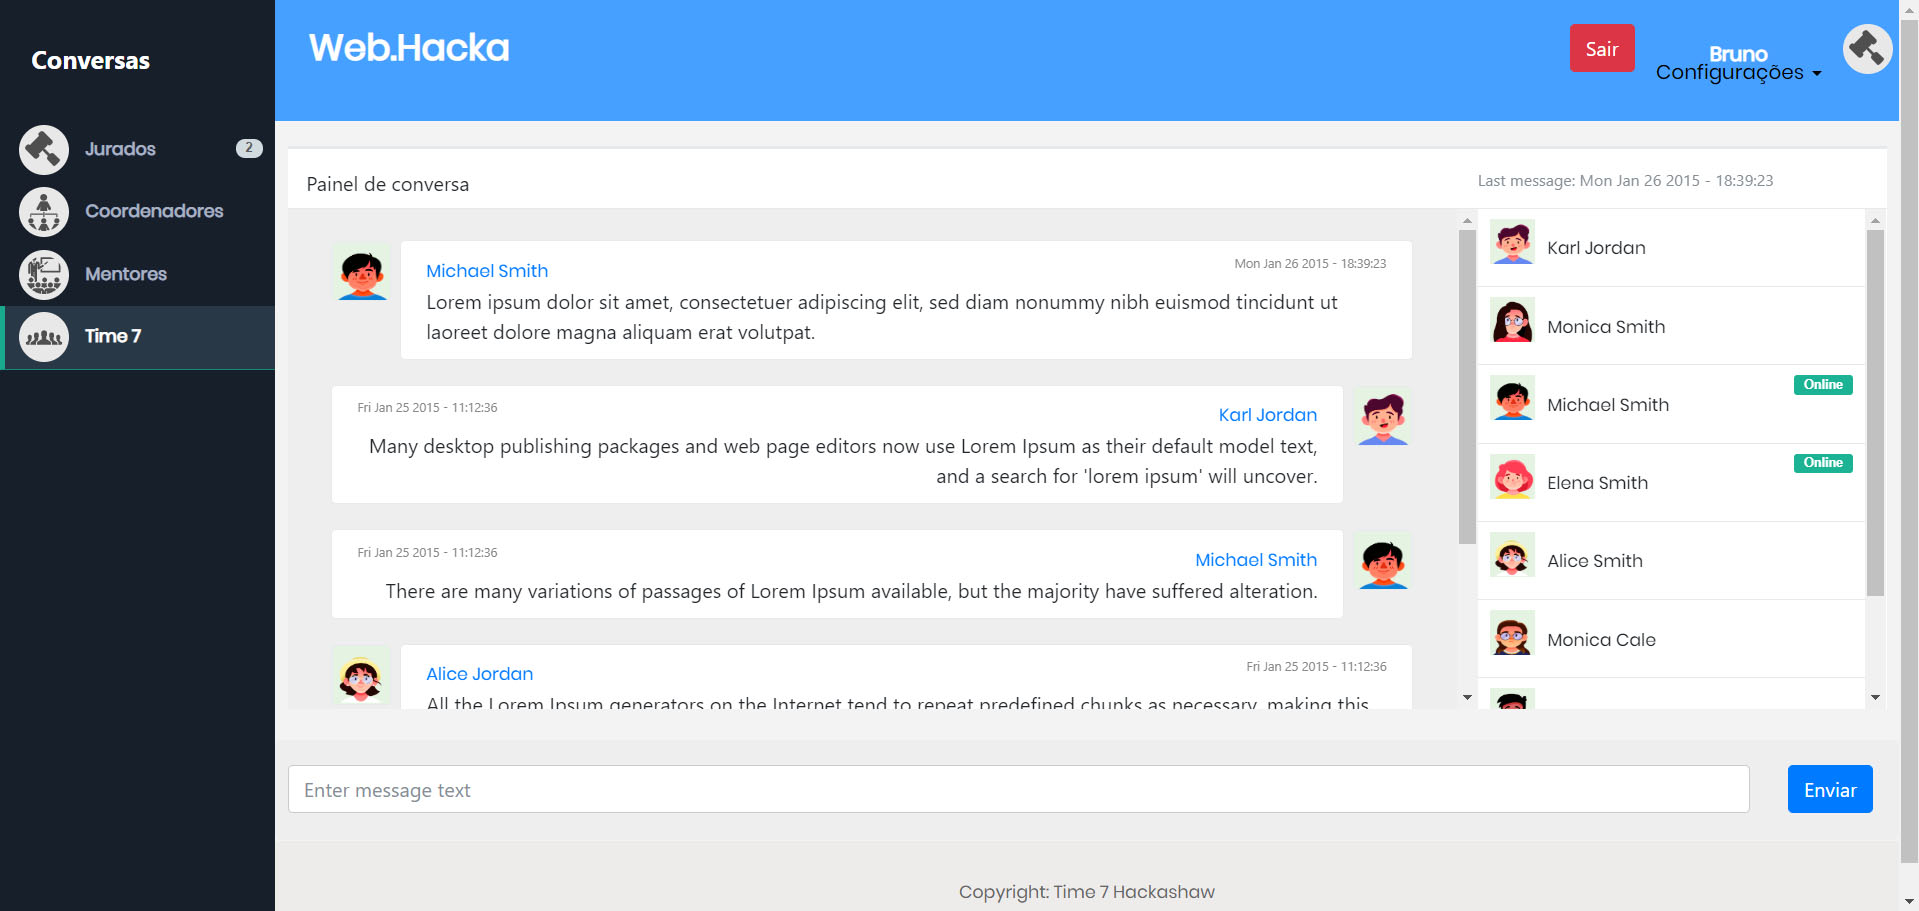 Conversas
Jurados
2
Coordenadores
Mentores
Time 7
Web.Hacka
Sair
Bruno
Configurações
Painel de conversa
Last message: Mon Jan 26 2015 - 18:39:23
Michael Smith
Mon Jan 26 2015 - 18:39:23
Lorem ipsum dolor sit amet, consectetuer adipiscing elit, sed diam nonummy nibh euismod tincidunt ut
laoreet dolore magna aliquam erat volutpat.
Fri Jan 25 2015 - 11:12:36
Karl Jordan
Many desktop publishing packages and web page editors now use Lorem Ipsum as their default model text,
and a search for 'lorem ipsum' will uncover.
Fri Jan 25 2015 - 11:12:36
Michael Smith
There are many variations of passages of Lorem Ipsum available, but the majority have suffered alteration.
Alice Jordan
Fri Jan 25 2015 - 11:12:36
All the Lorem Ipsum generators on the Internet tend to repeat predefined chunks as necessary, making this
Karl Jordan
Monica Smith
Online
Michael Smith
Online
Elena Smith
Alice Smith
Monica Cale
Enter message text
Enviar
Copyright: Time 7 Hackashaw